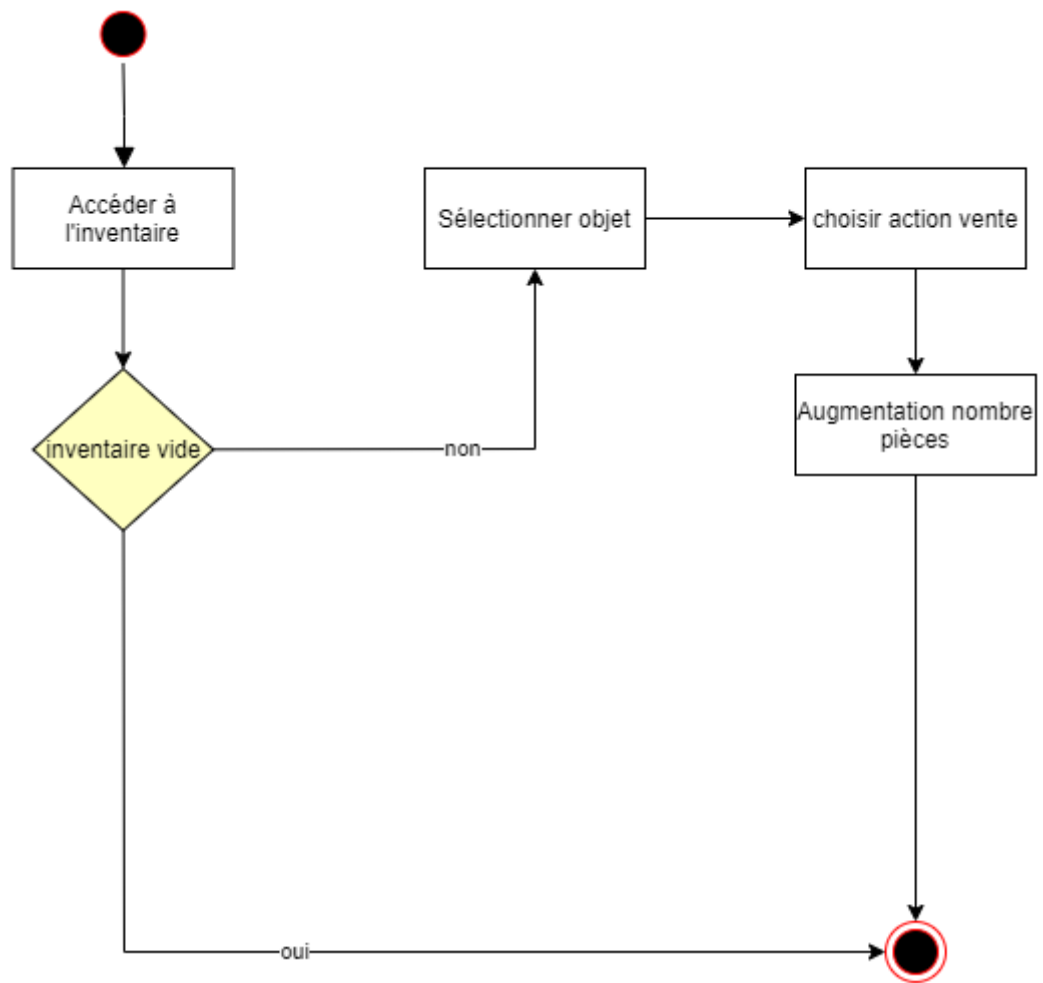 Accéder à
l'inventaire
Sélectionner objet
choisir action vente
inventaire vide
non
Augmentation nombre
pièces
oui